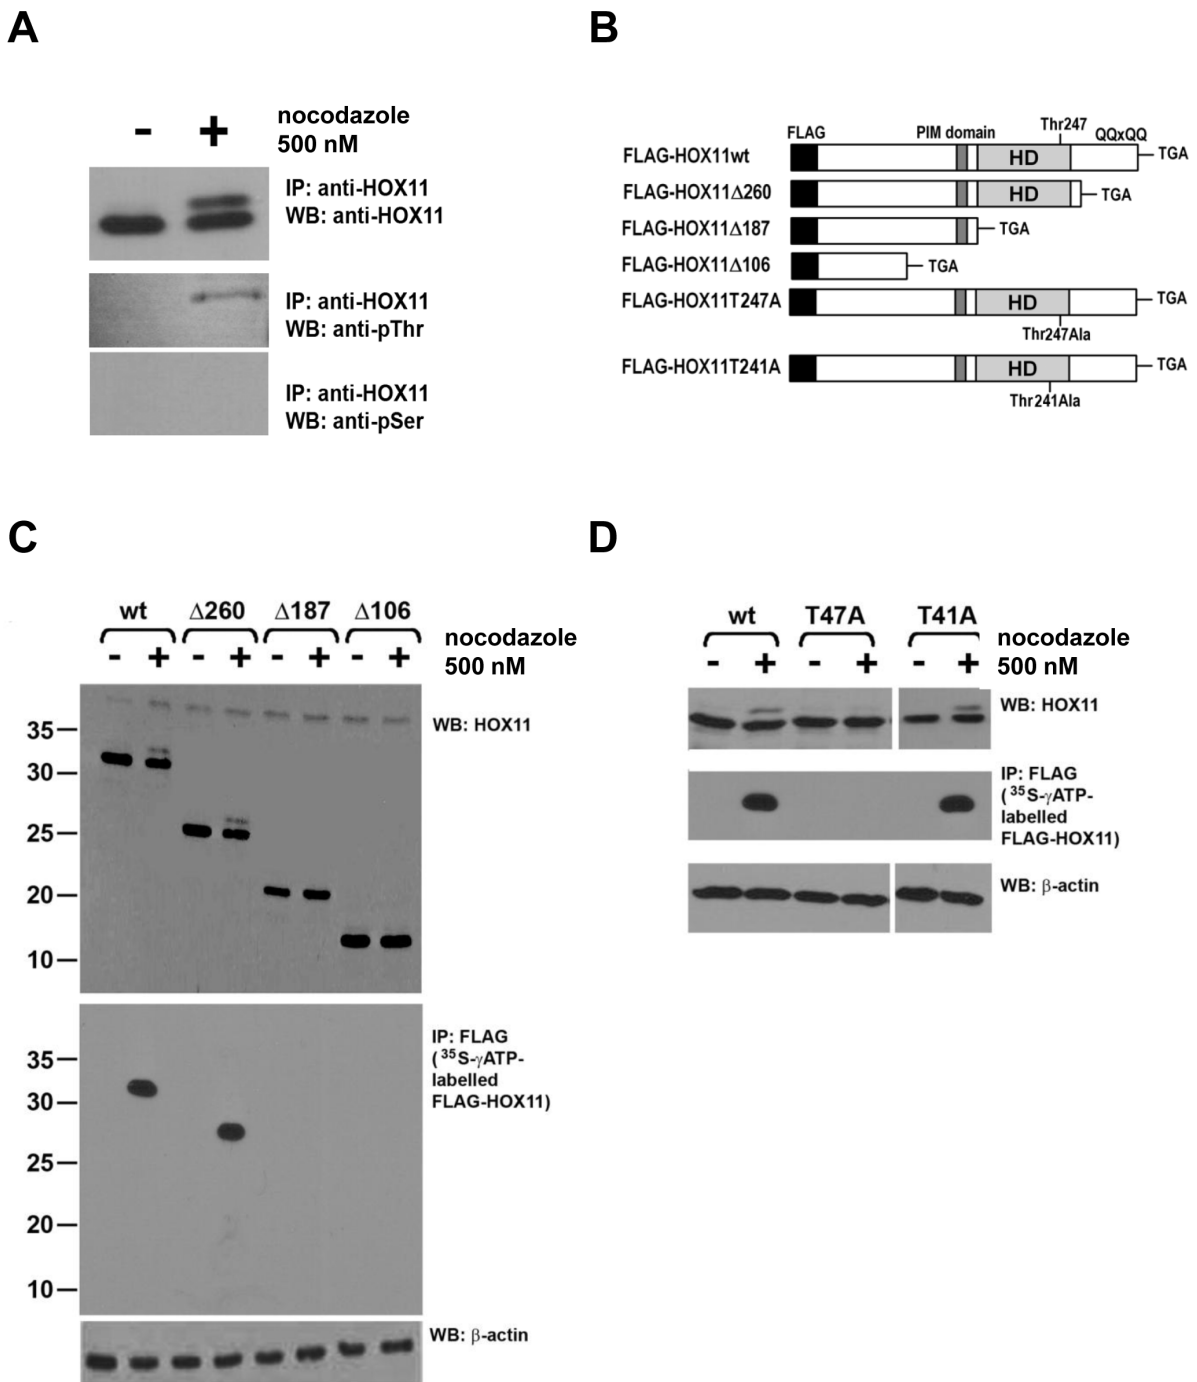 A
- +
nocodazole
500 nM
IP: anti-HOX11
WB: anti-HOX11
IP: anti-HOX11
WB: anti-pThr
IP: anti-HOX11
WB: anti-pSer
B
FLAG PIM domain Thr247 QQxQQ
FLAG-HOX11wt HD TGA
FLAG-HOX11Δ260 HD TGA
FLAG-HOX11Δ187 TGA
FLAG-HOX11Δ106 TGA
FLAG-HOX11T247A HD TGA
Thr247Ala
FLAG-HOX11T241A HD TGA
Thr241Ala
C
wt Δ260 Δ187 Δ106
- + - + - + - +
nocodazole
500 nM
WB: HOX11
35
30
25
20
10
IP: FLAG
(³⁵S-γATP-
labelled
FLAG-HOX11)
35
30
25
20
10
WB: β-actin
D
wt T47A T41A
- + - + - +
nocodazole
500 nM
WB: HOX11
IP: FLAG
(³⁵S-γATP-
labelled
FLAG-HOX11)
WB: β-actin